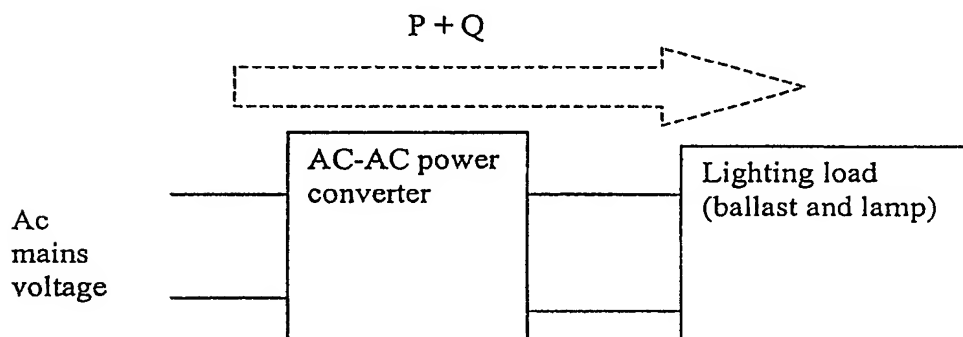 P + Q
AC-AC power
converter
Lighting load
(ballast and lamp)
Ac
mains
voltage